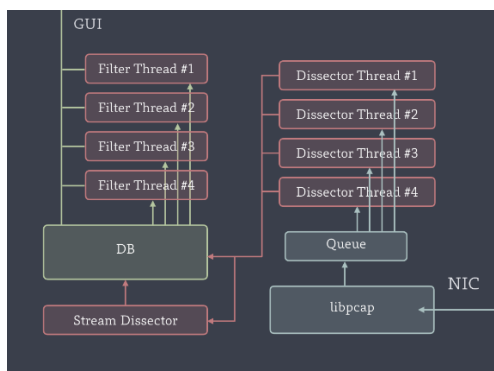 GUI
Filter Thread #1
Filter Thread #2
Filter Thread #3
Filter Thread #4
DB
Stream Dissector
Dissector Thread #1
Dissector Thread #2
Dissector Thread #3
Dissector Thread #4
Queue
libpcap
NIC